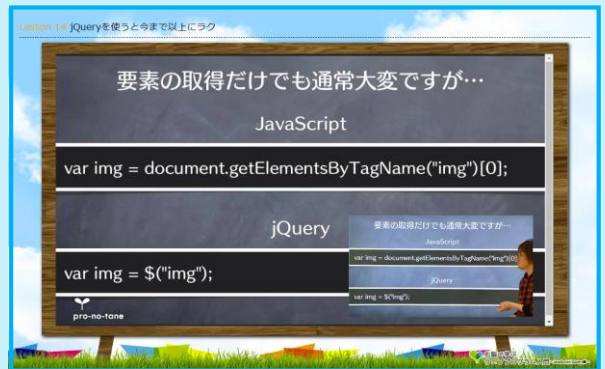 Lesson 14 jQueryを使うと今まで以上にラク
要素の取得だけでも通常大変ですが…
JavaScript
var img = document.getElementsByTagName("img")[0];
jQuery
var img = $("img");
pro-no-tane
要素の取得だけでも通常大変ですが…
JavaScript
var img = document.getElementsByTagName("img")[0];
jQuery
var img = $("img");